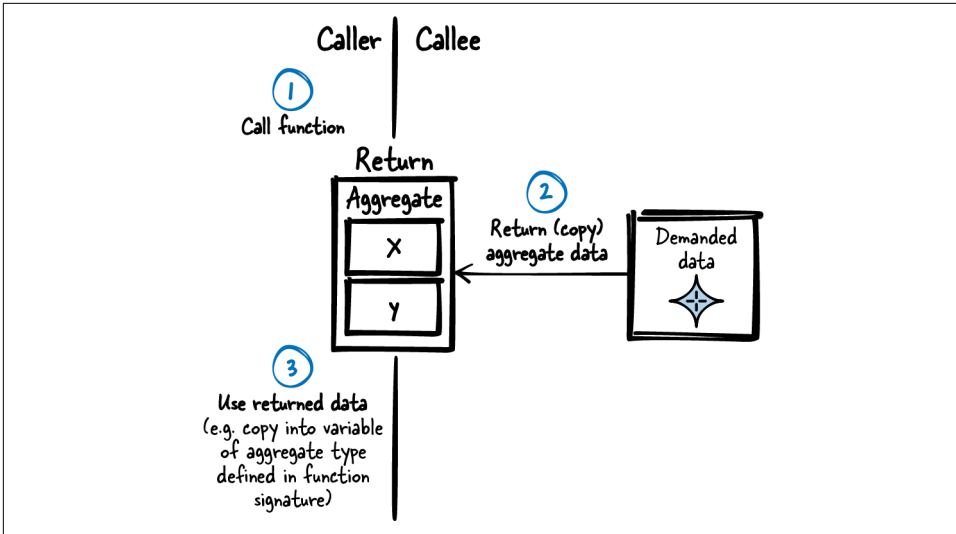 Caller
Callee
1
Call function
Return
Aggregate
X
y
2
Return (copy)
aggregate data
Demanded
data
3
Use returned data
(e.g. copy into variable
of aggregate type
defined in function
signature)